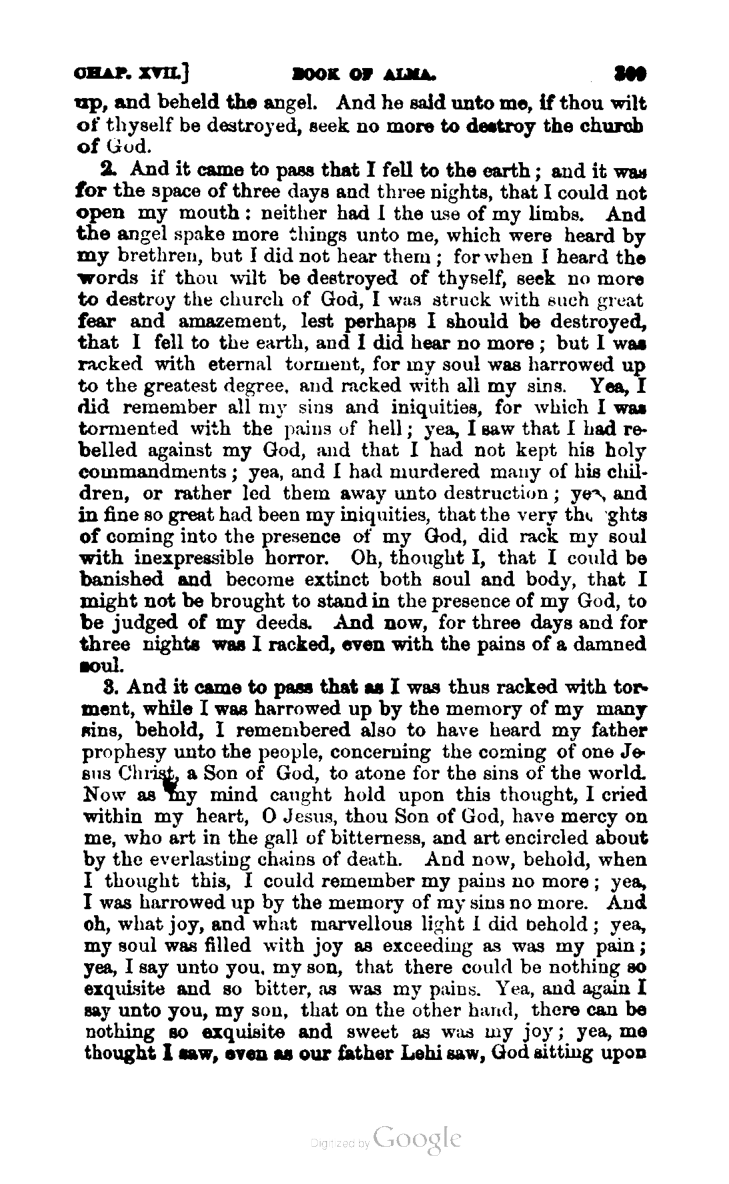 CHAP. XVII.] BOOK OF ALMA. 309
up, and beheld the angel. And he said unto me, if thou wilt
of thyself be destroyed, seek no more to destroy the church
of God.
2. And it came to pass that I fell to the earth; and it was
for the space of three days and three nights, that I could not
open my mouth: neither had I the use of my limbs. And
the angel spake more things unto me, which were heard by
my brethren, but I did not hear them; for when I heard the
words if thou wilt be destroyed of thyself, seek no more
to destroy the church of God, I was struck with such great
fear and amazement, lest perhaps I should be destroyed,
that I fell to the earth, and I did hear no more; but I was
racked with eternal torment, for my soul was harrowed up
to the greatest degree, and racked with all my sins. Yea, I
did remember all my sins and iniquities, for which I was
tormented with the pains of hell; yea, I saw that I had re-
belled against my God, and that I had not kept his holy
commandments; yea, and I had murdered many of his chil-
dren, or rather led them away unto destruction; yea, and
in fine so great had been my iniquities, that the very thoughts
of coming into the presence of my God, did rack my soul
with inexpressible horror. Oh, thought I, that I could be
banished and become extinct both soul and body, that I
might not be brought to stand in the presence of my God, to
be judged of my deeds. And now, for three days and for
three nights was I racked, even with the pains of a damned
soul.
3. And it came to pass that as I was thus racked with tor-
ment, while I was harrowed up by the memory of my many
sins, behold, I remembered also to have heard my father
prophesy unto the people, concerning the coming of one Je-
sus Christ, a Son of God, to atone for the sins of the world.
Now as my mind caught hold upon this thought, I cried
within my heart, O Jesus, thou Son of God, have mercy on
me, who art in the gall of bitterness, and art encircled about
by the everlasting chains of death. And now, behold, when
I thought this, I could remember my pains no more; yea,
I was harrowed up by the memory of my sins no more. And
oh, what joy, and what marvellous light I did behold; yea,
my soul was filled with joy as exceeding as was my pain;
yea, I say unto you, my son, that there could be nothing so
exquisite and so bitter, as was my pains. Yea, and again I
say unto you, my son, that on the other hand, there can be
nothing so exquisite and sweet as was my joy; yea, me
thought I saw, even as our father Lehi saw, God sitting upon
Digitized by Google